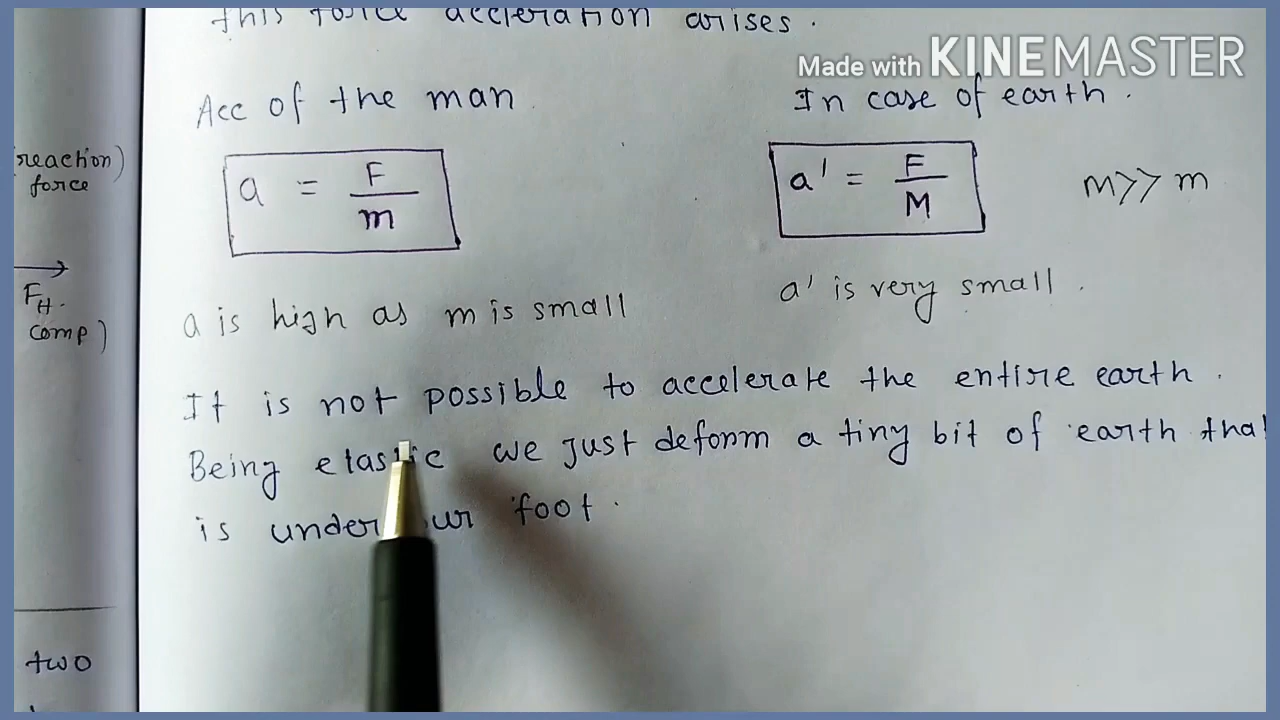 this force acceleration arises.
Made with KINEMASTER
Acc of the man
In case of earth.
(reaction)
force
a = F/m
a' = F/M
M>> m
FH.
comp)
a is high as m is small
a' is very small.
It is not possible to accelerate the entire earth.
Being elastic we just deform a tiny bit of earth that
is under our foot.
two